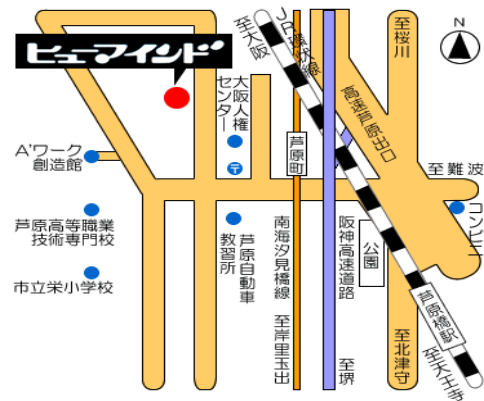 ヒューマインド
至大阪
JR環状線
至桜川
N
高速芦原出口
大阪人権
センター
〒
芦原町
A'ワーク
創造館
至難波
コンビニ
芦原高等職業
技術専門校
芦原自動車
教習所
南海汐見橋線
阪神高速道路
公園
市立栄小学校
芦原橋駅
至岸里玉出
至堺
至北津守
至天王寺